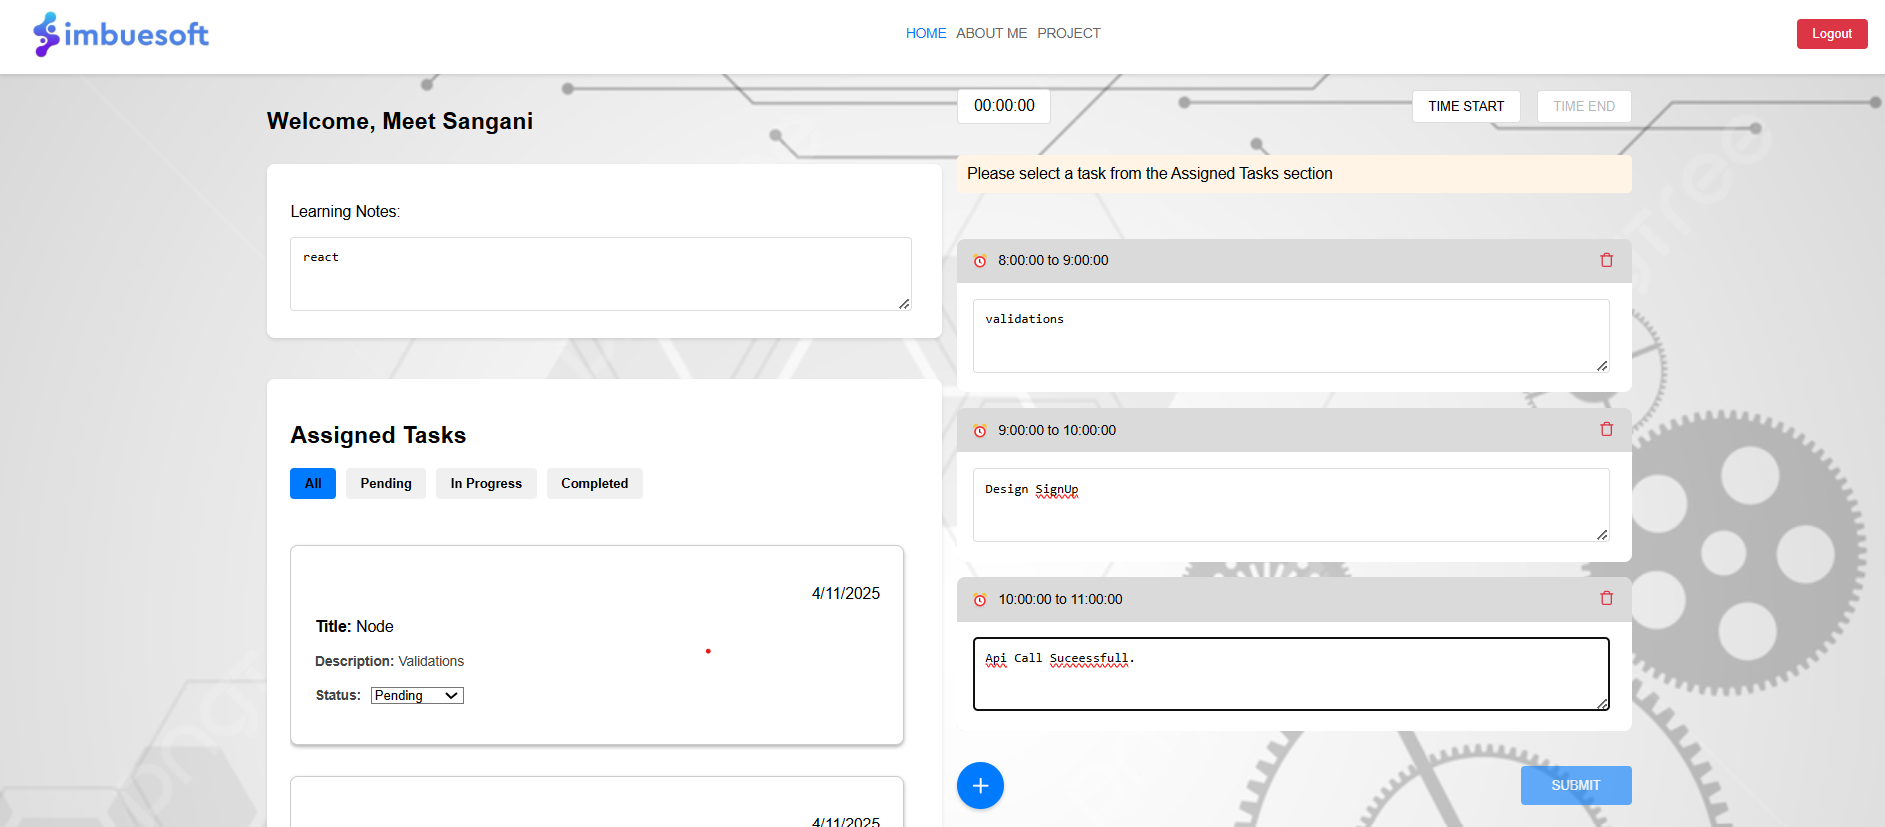 imbuesoft
HOME ABOUT ME PROJECT
Logout
Welcome, Meet Sangani
Learning Notes:
react
Assigned Tasks
All Pending In Progress Completed
4/11/2025
Title: Node
Description: Validations
Status: Pending
4/11/2025
00:00:00
TIME START TIME END
Please select a task from the Assigned Tasks section
8:00:00 to 9:00:00
validations
9:00:00 to 10:00:00
Design SignUp
10:00:00 to 11:00:00
Api Call Suceessfull.
+
SUBMIT